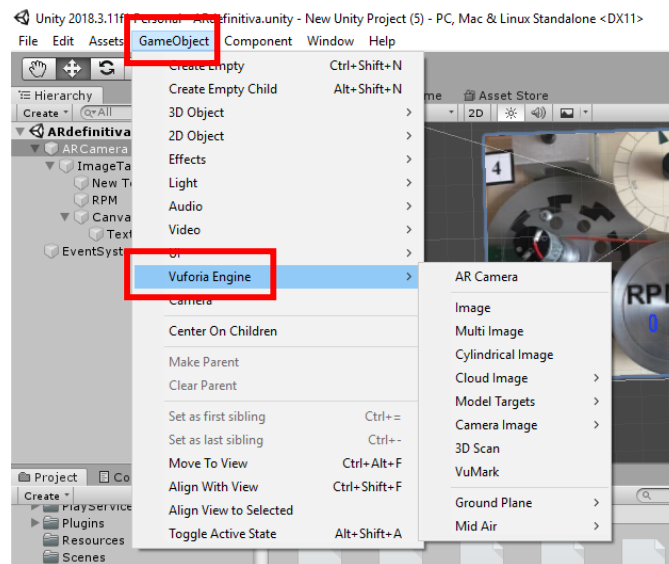 Unity 2018.3.11f1 Personal - ARdefinitiva.unity - New Unity Project (5) - PC, Mac & Linux Standalone <DX11>
File Edit Assets GameObject Component Window Help
Hierarchy
Create All
ARdefinitiva
ARCamera
ImageTa
New T
RPM
Canva
Text
EventSyst
Create Empty Ctrl+Shift+N
Create Empty Child Alt+Shift+N
3D Object >
2D Object >
Effects >
Light >
Audio >
Video >
UI >
Vuforia Engine >
Camera
Center On Children
Make Parent
Clear Parent
Set as first sibling Ctrl+=
Set as last sibling Ctrl+-
Move To View Ctrl+Alt+F
Align With View Ctrl+Shift+F
Align View to Selected
Toggle Active State Alt+Shift+A
me Asset Store
2D
4
RPM
0
AR Camera
Image
Multi Image
Cylindrical Image
Cloud Image >
Model Targets >
Camera Image >
3D Scan
VuMark
Ground Plane >
Mid Air >
Project Co
Create
PlayService
Plugins
Resources
Scenes